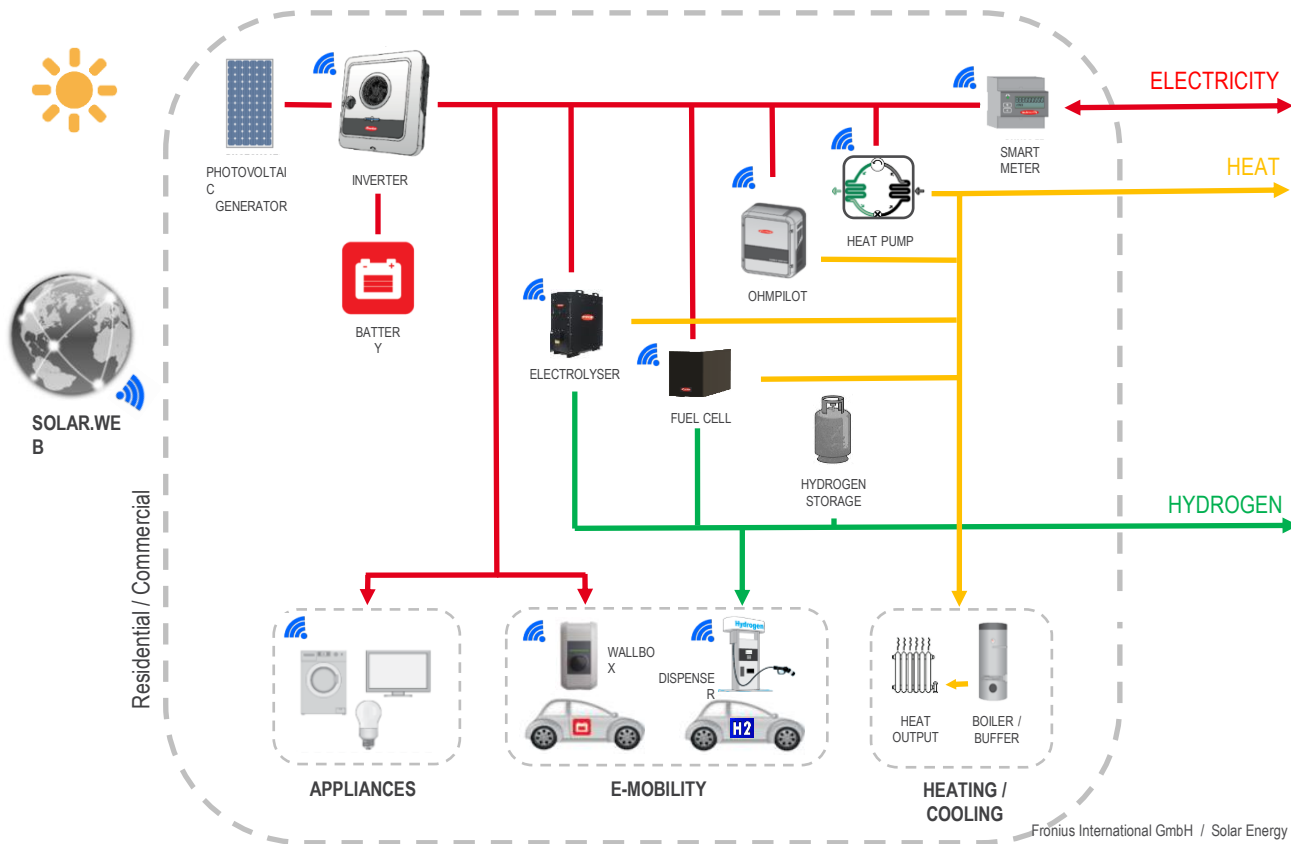 ELECTRICITY
PHOTOVOLTAI
C
GENERATOR
INVERTER
SMART
METER
HEAT
HEAT PUMP
OHMPILOT
BATTER
Y
ELECTROLYSER
FUEL CELL
SOLAR.WE
B
HYDROGEN
STORAGE
HYDROGEN
Residential / Commercial
WALLBO
X
Hydrogen
DISPENSE
R
H2
HEAT
OUTPUT
BOILER /
BUFFER
APPLIANCES
E-MOBILITY
HEATING /
COOLING
Fronius International GmbH / Solar Energy